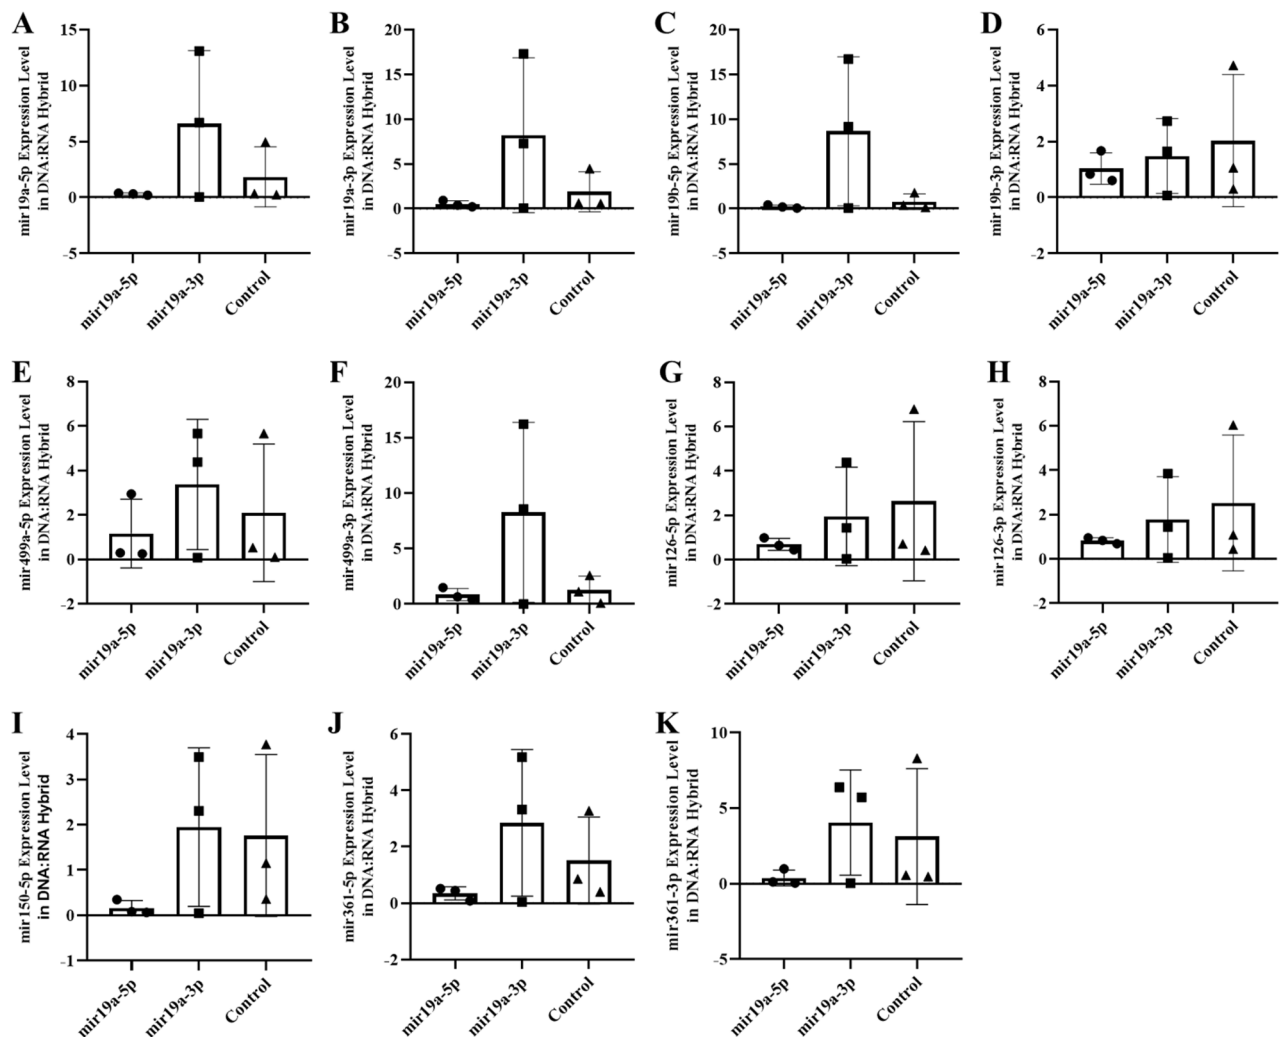 A
mir19a-5p Expression Level
in DNA:RNA Hybrid
15
10
5
0
-5
mir19a-5p
mir19a-3p
Control
B
mir19a-3p Expression Level
in DNA:RNA Hybrid
20
15
10
5
0
-5
mir19a-5p
mir19a-3p
Control
C
mir19b-5p Expression Level
in DNA:RNA Hybrid
20
15
10
5
0
-5
mir19a-5p
mir19a-3p
Control
D
mir19b-3p Expression Level
in DNA:RNA Hybrid
6
4
2
0
-2
mir19a-5p
mir19a-3p
Control
E
mir499a-5p Expression Level
in DNA:RNA Hybrid
8
6
4
2
0
-2
mir19a-5p
mir19a-3p
Control
F
mir499a-3p Expression Level
in DNA:RNA Hybrid
20
15
10
5
0
mir19a-5p
mir19a-3p
Control
G
mir126-5p Expression Level
in DNA:RNA Hybrid
8
6
4
2
0
-2
mir19a-5p
mir19a-3p
Control
H
mir126-3p Expression Level
in DNA:RNA Hybrid
8
6
4
2
0
-2
mir19a-5p
mir19a-3p
Control
I
mir150-5p Expression Level
in DNA:RNA Hybrid
4
3
2
1
0
-1
mir19a-5p
mir19a-3p
Control
J
mir361-5p Expression Level
in DNA:RNA Hybrid
6
4
2
0
-2
mir19a-5p
mir19a-3p
Control
K
mir361-3p Expression Level
in DNA:RNA Hybrid
10
5
0
-5
mir19a-5p
mir19a-3p
Control